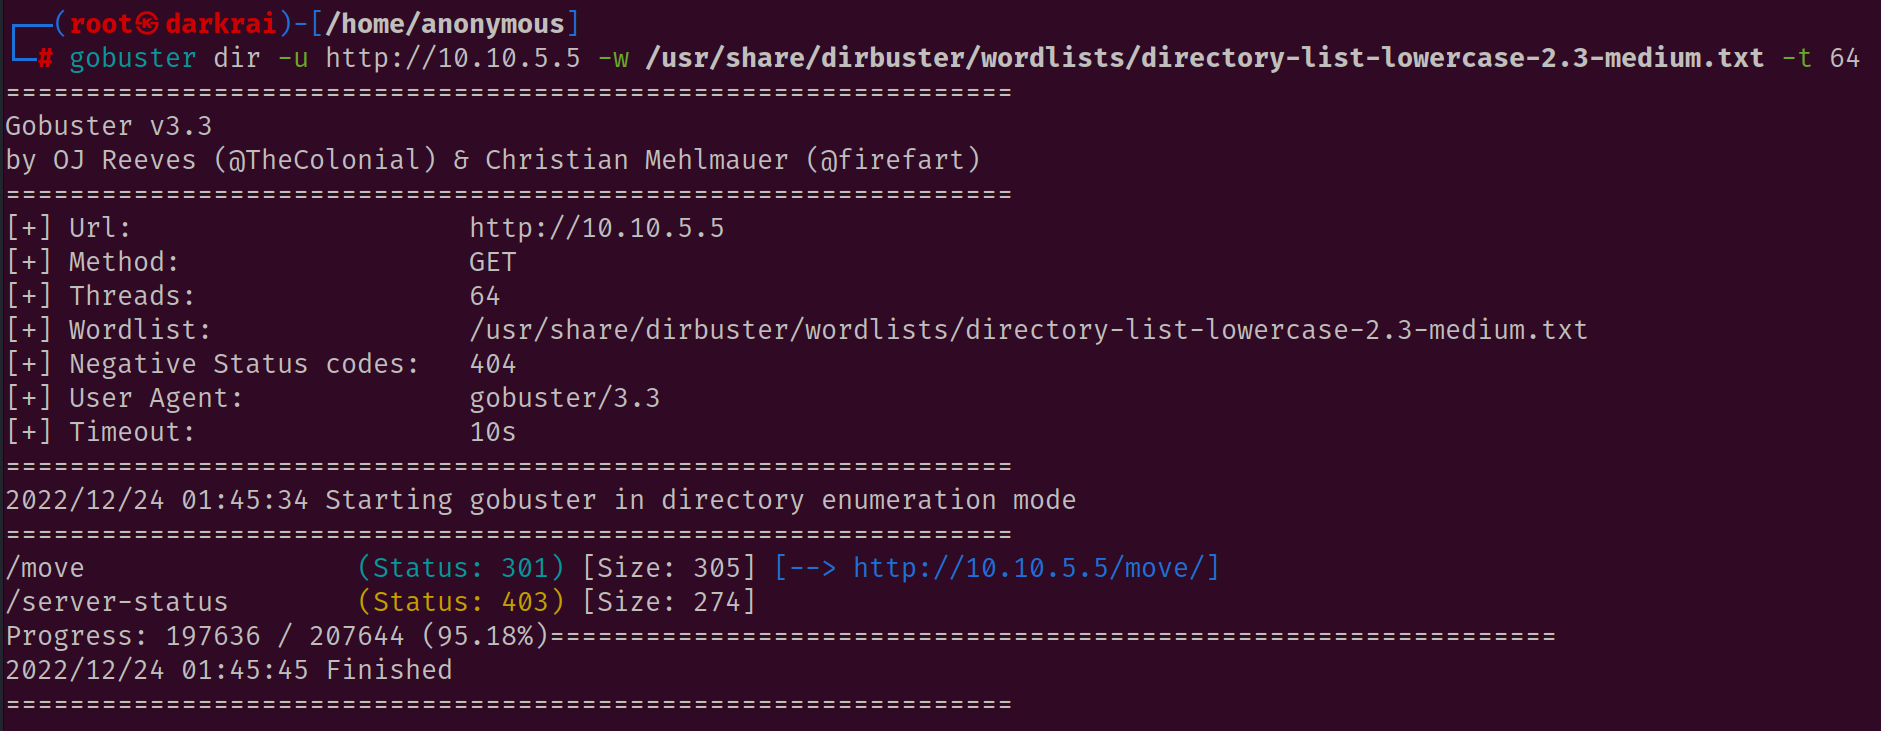 ┌──(root㉿darkrai)-[/home/anonymous]
└─# gobuster dir -u http://10.10.5.5 -w /usr/share/dirbuster/wordlists/directory-list-lowercase-2.3-medium.txt -t 64
===============================================================
Gobuster v3.3
by OJ Reeves (@TheColonial) & Christian Mehlmauer (@firefart)
===============================================================
[+] Url:                     http://10.10.5.5
[+] Method:                  GET
[+] Threads:                 64
[+] Wordlist:                /usr/share/dirbuster/wordlists/directory-list-lowercase-2.3-medium.txt
[+] Negative Status codes:   404
[+] User Agent:              gobuster/3.3
[+] Timeout:                 10s
===============================================================
2022/12/24 01:45:34 Starting gobuster in directory enumeration mode
===============================================================
/move                 (Status: 301) [Size: 305] [--> http://10.10.5.5/move/]
/server-status        (Status: 403) [Size: 274]
Progress: 197636 / 207644 (95.18%)===============================================================
2022/12/24 01:45:45 Finished
===============================================================